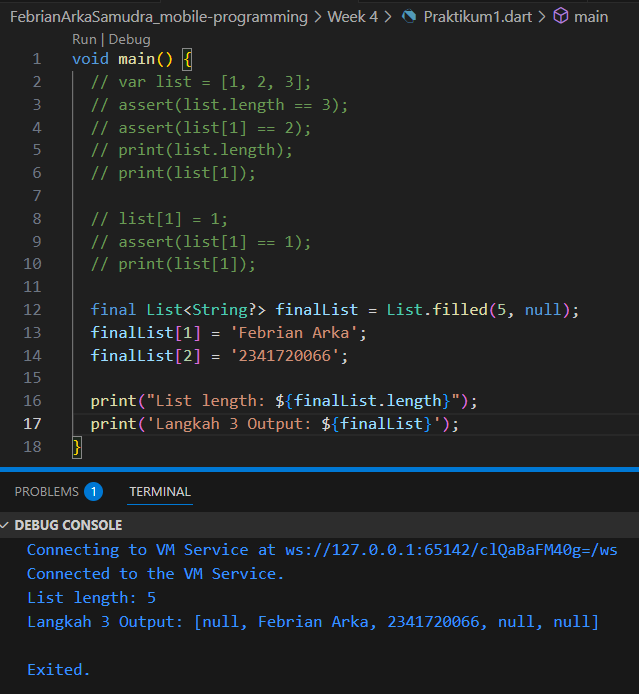 FebrianArkaSamudra_mobile-programming > Week 4 > Praktikum1.dart > main
Run | Debug
1 void main() {
2 // var list = [1, 2, 3];
3 // assert(list.length == 3);
4 // assert(list[1] == 2);
5 // print(list.length);
6 // print(list[1]);
7
8 // list[1] = 1;
9 // assert(list[1] == 1);
10 // print(list[1]);
11
12 final List<String?> finalList = List.filled(5, null);
13 finalList[1] = 'Febrian Arka';
14 finalList[2] = '2341720066';
15
16 print("List length: ${finalList.length}");
17 print('Langkah 3 Output: ${finalList}');
18 }
PROBLEMS 1 TERMINAL
DEBUG CONSOLE
Connecting to VM Service at ws://127.0.0.1:65142/clQaBaFM40g=/ws
Connected to the VM Service.
List length: 5
Langkah 3 Output: [null, Febrian Arka, 2341720066, null, null]
Exited.